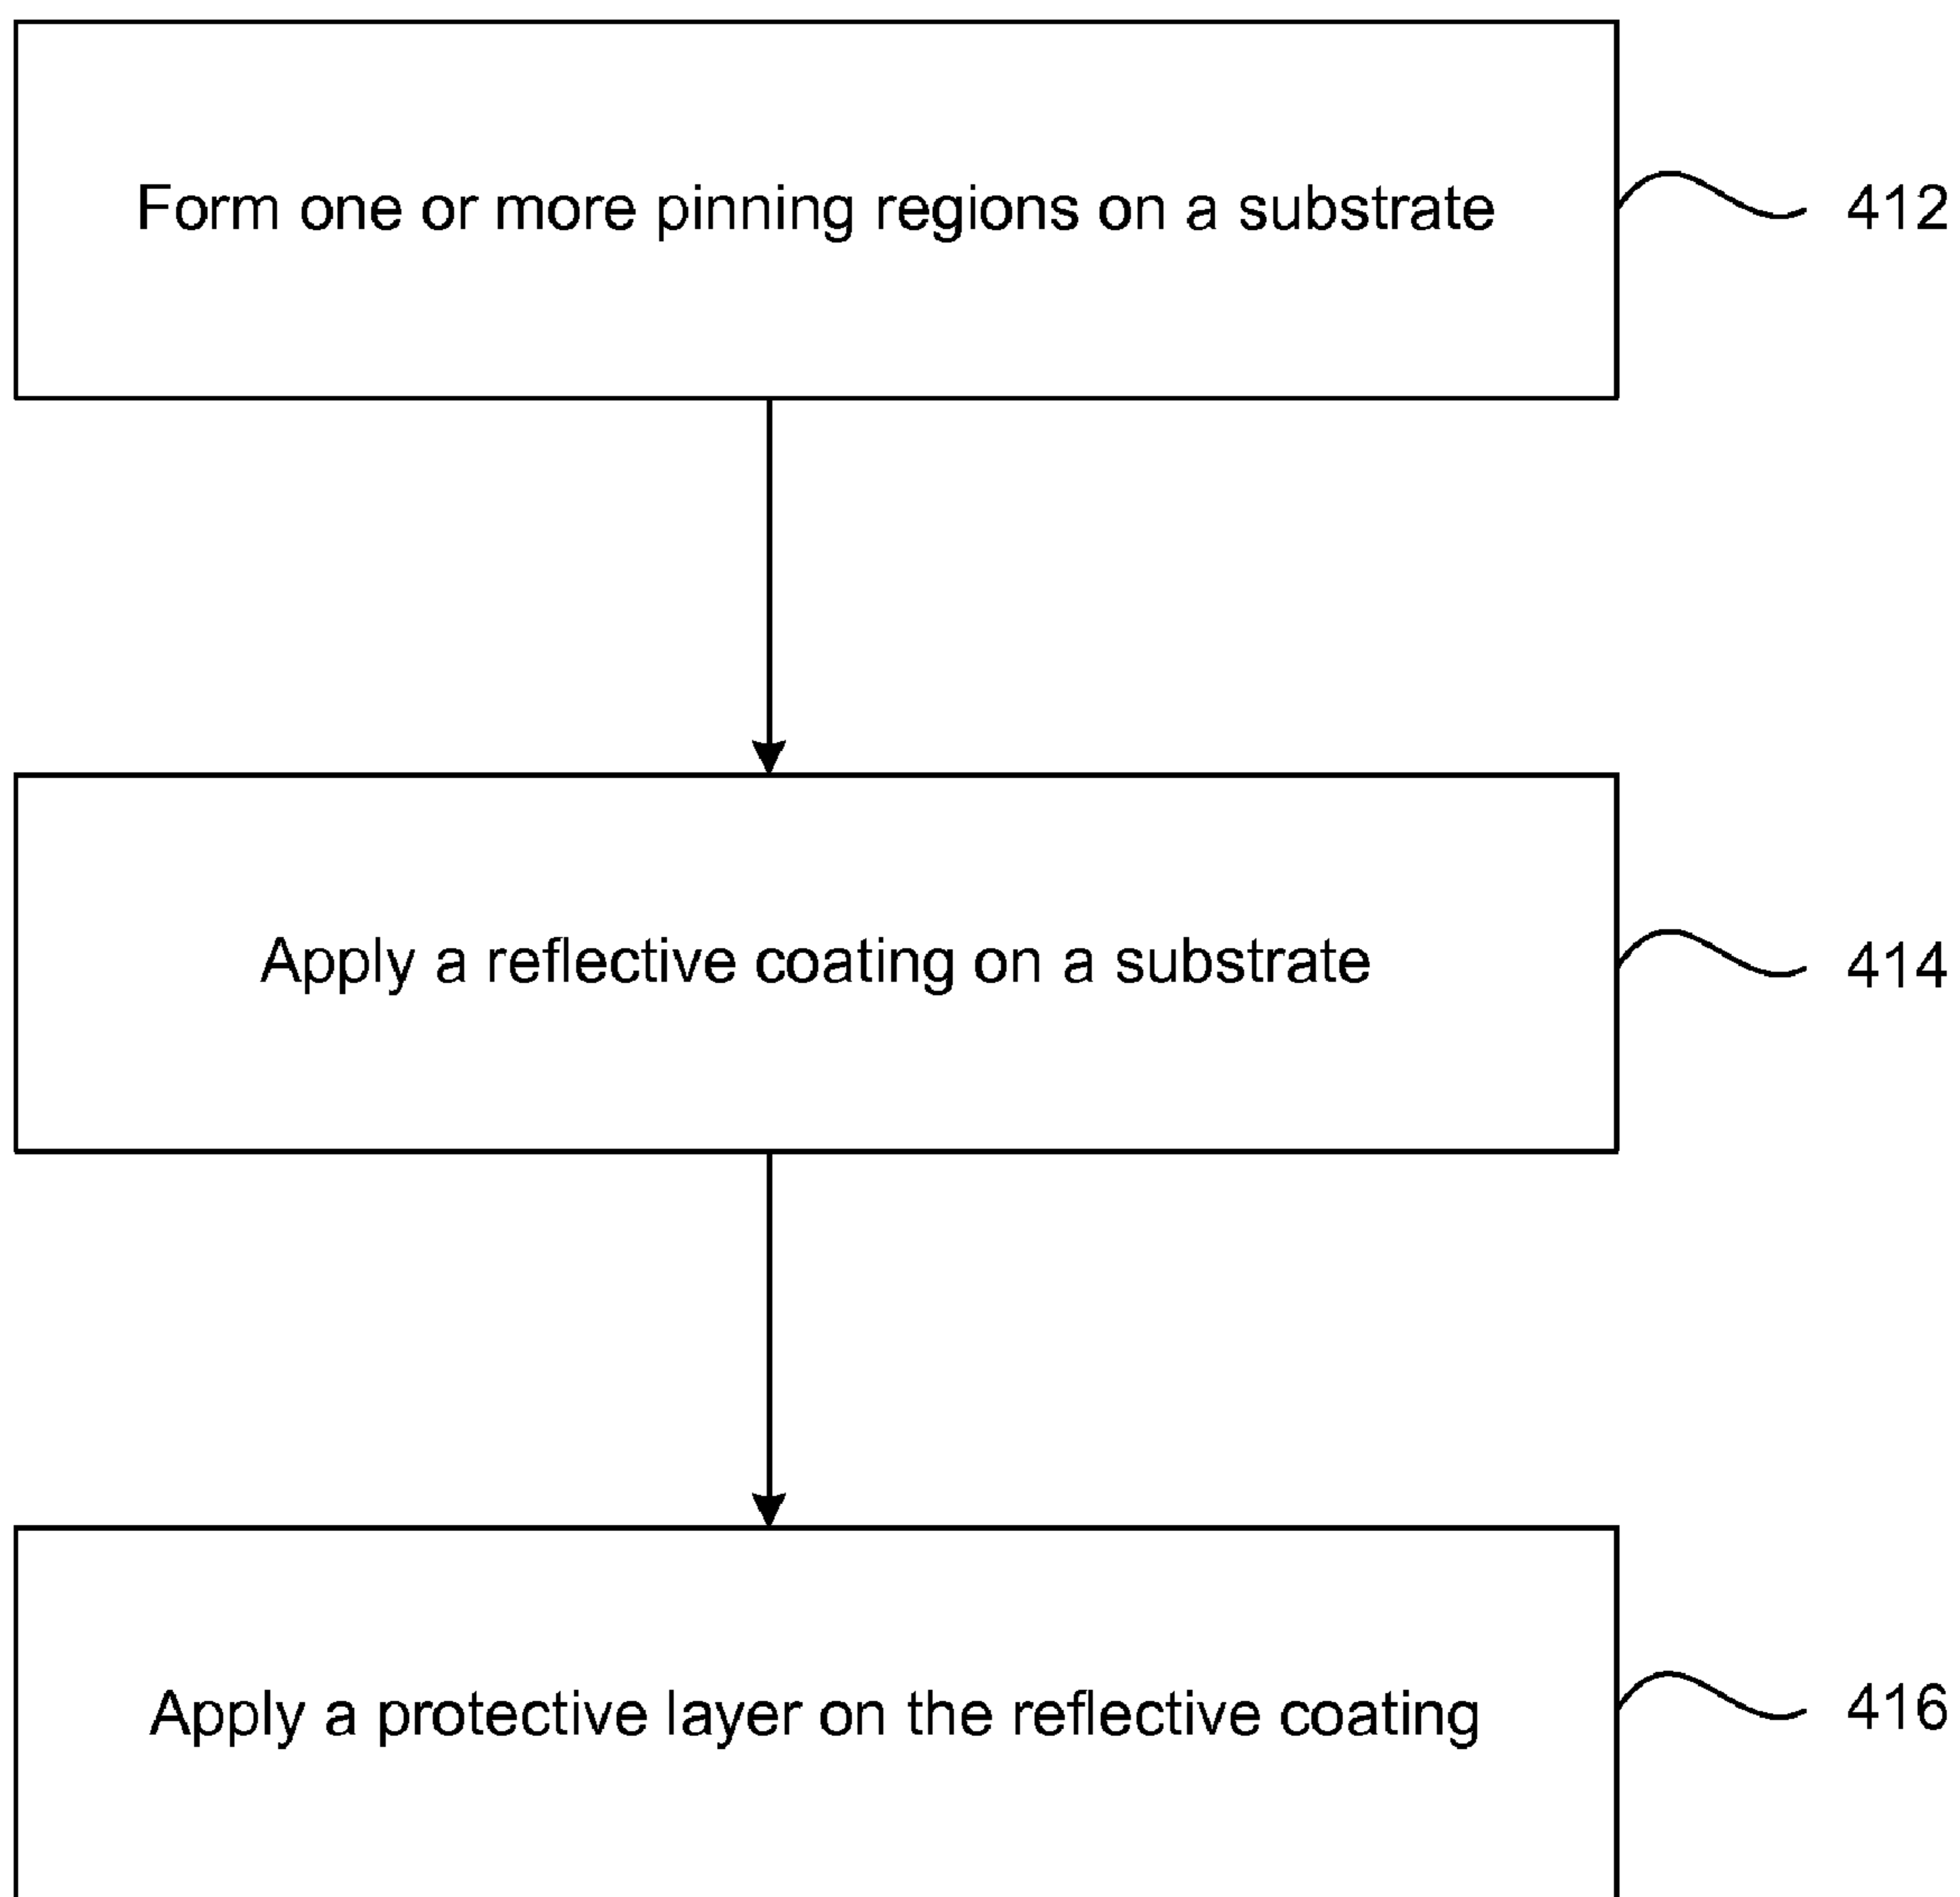 Form one or more pinning regions on a substrate
412
Apply a reflective coating on a substrate
414
Apply a protective layer on the reflective coating
416